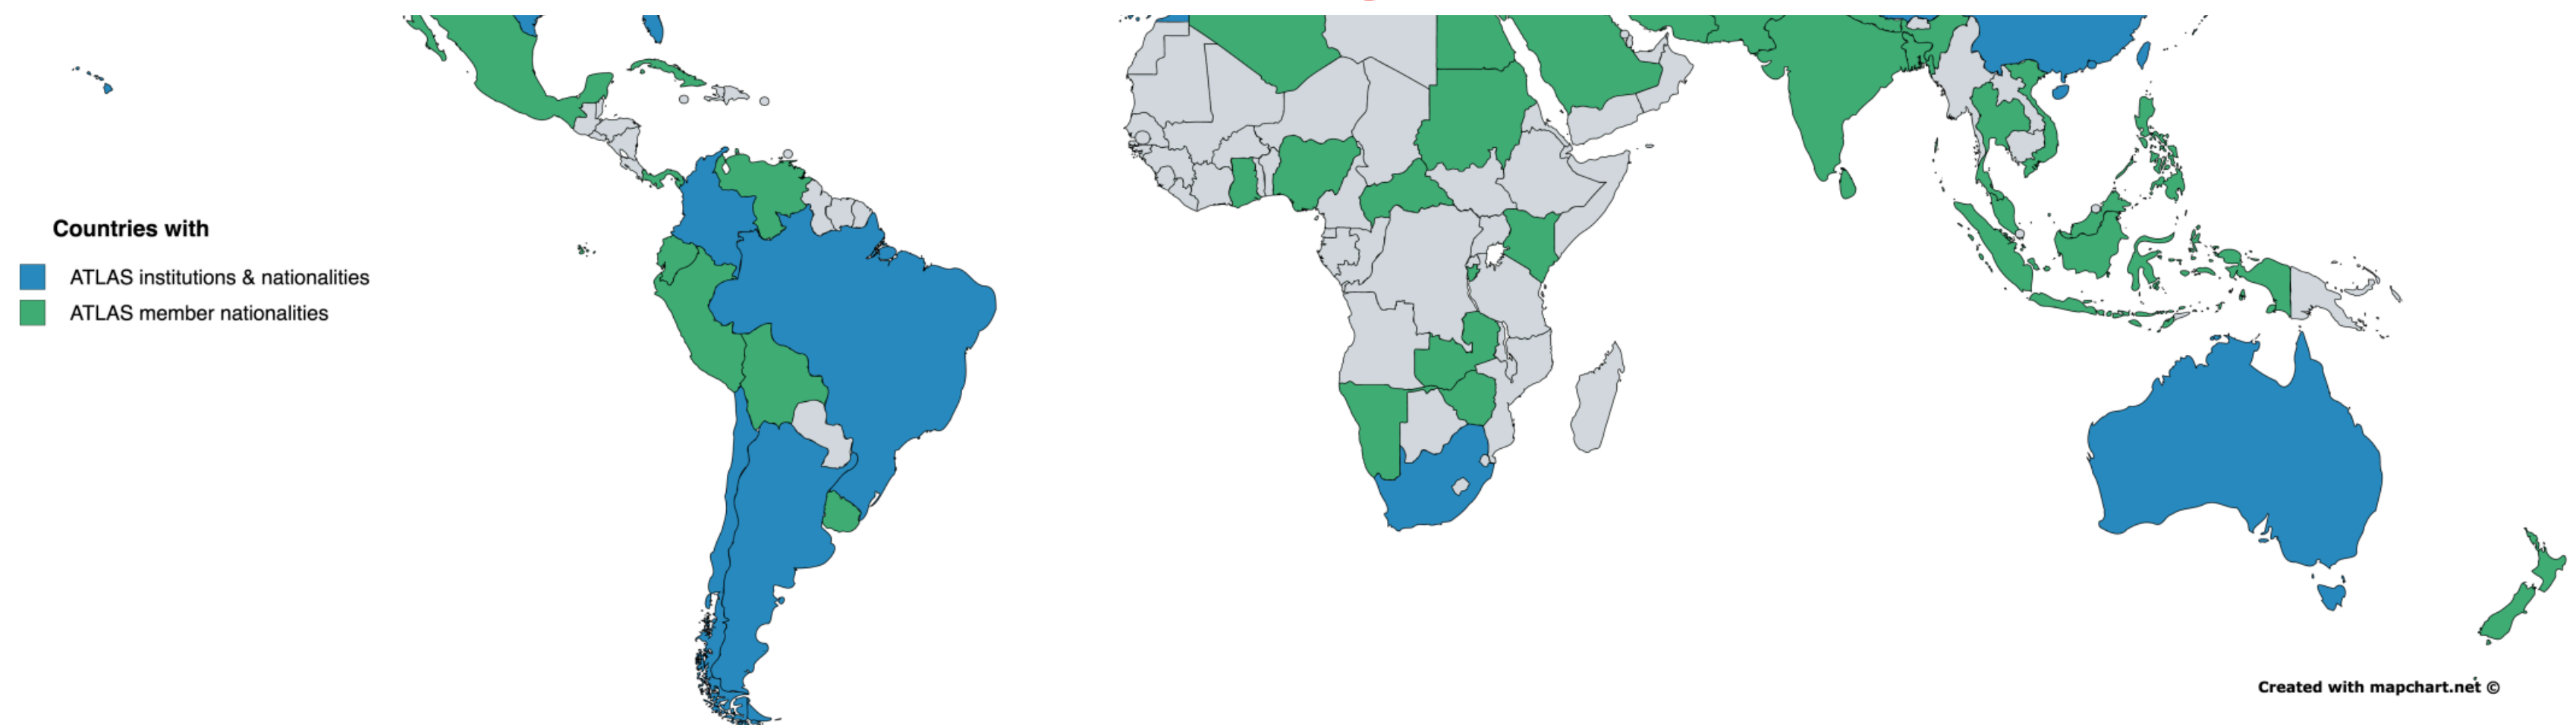 Countries with
ATLAS institutions & nationalities
ATLAS member nationalities
Created with mapchart.net ©